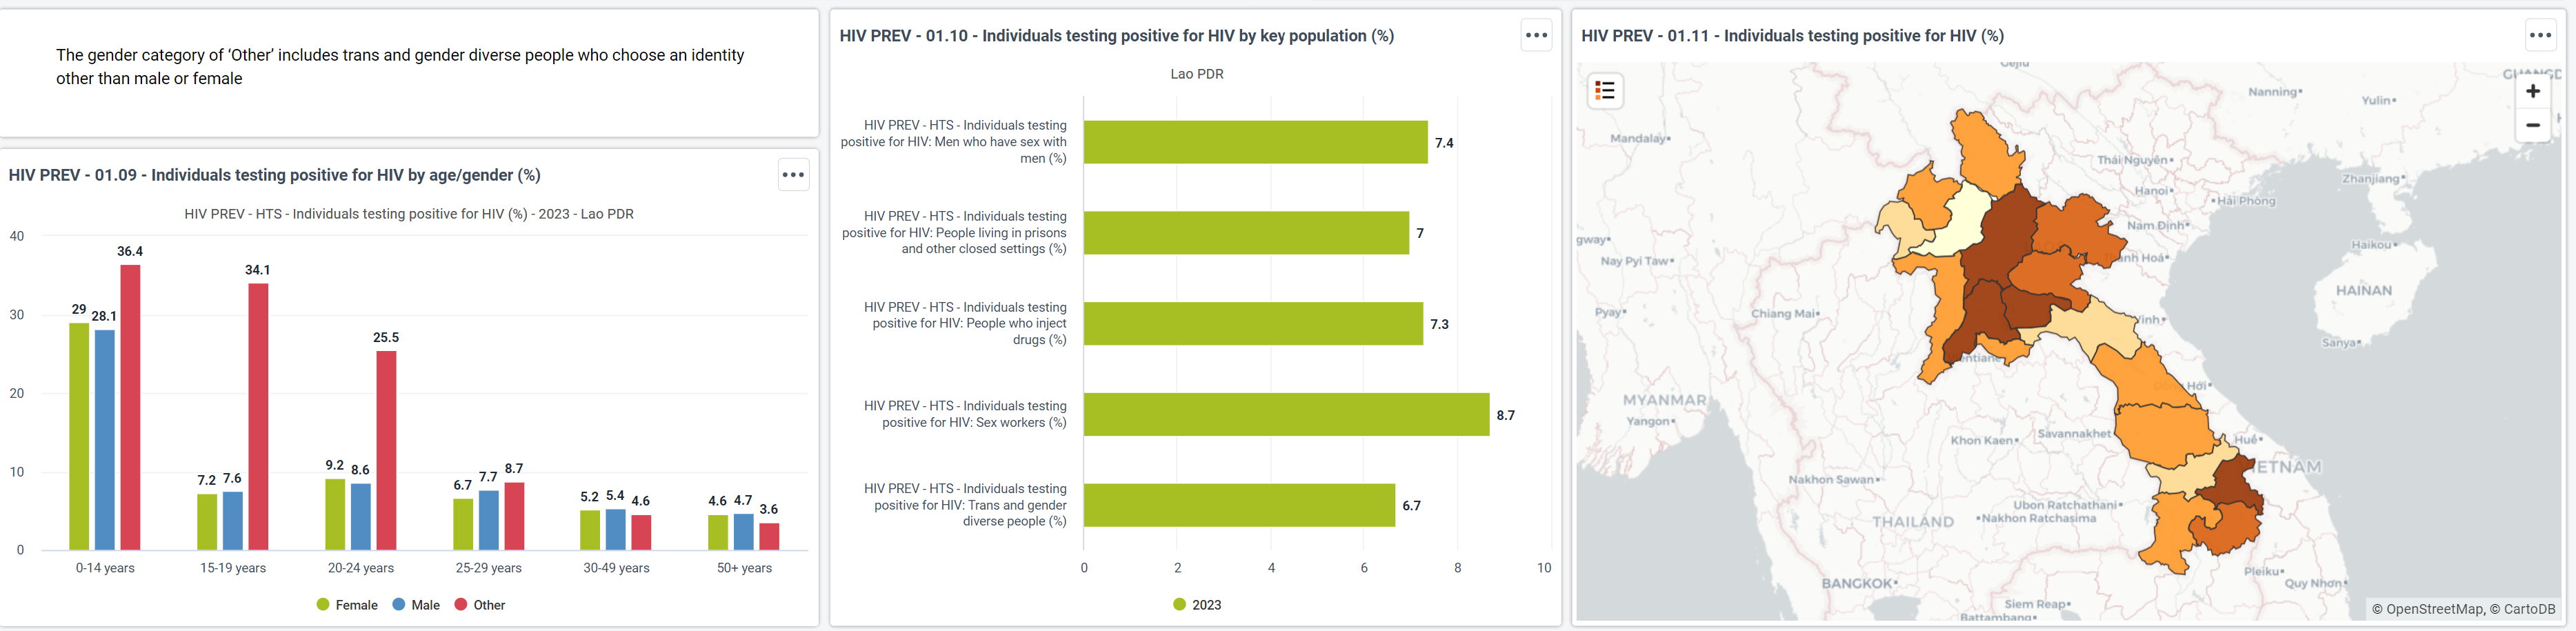 The gender category of ‘Other’ includes trans and gender diverse people who choose an identity
other than male or female
HIV PREV - 01.09 - Individuals testing positive for HIV by age/gender (%)
HIV PREV - HTS - Individuals testing positive for HIV (%) - 2023 - Lao PDR
40
30
20
10
0
29
28.1
36.4
7.2
7.6
34.1
9.2
8.6
25.5
6.7
7.7
8.7
5.2
5.4
4.6
4.6
4.7
3.6
0-14 years
15-19 years
20-24 years
25-29 years
30-49 years
50+ years
Female
Male
Other
HIV PREV - 01.10 - Individuals testing positive for HIV by key population (%)
Lao PDR
HIV PREV - HTS - Individuals testing
positive for HIV: Men who have sex with
men (%)
7.4
HIV PREV - HTS - Individuals testing
positive for HIV: People living in prisons
and other closed settings (%)
7
HIV PREV - HTS - Individuals testing
positive for HIV: People who inject
drugs (%)
7.3
HIV PREV - HTS - Individuals testing
positive for HIV: Sex workers (%)
8.7
HIV PREV - HTS - Individuals testing
positive for HIV: Trans and gender
diverse people (%)
6.7
0
2
4
6
8
10
2023
HIV PREV - 01.11 - Individuals testing positive for HIV (%)
+
−
Nanning
Yulin
Mandalay
Thái Nguyên
Zhanjiang
Hanoi
Hải Phòng
Nam Định
gway
Haikou
Nay Pyi Taw
anh Hoá
HAINAN
Pyay
Chiang Mai
Vinh
Sanya
entiane
Đồng Hới
MYANMAR
Yangon
Khon Kaen
Savannakhet
Huế
ETNAM
Nakhon Sawan
Ubon Ratchathani
THAILAND
Nakhon Ratchasima
Pleiku
BANGKOK
Quy Nhơn
Siem Reap
Battambang
© OpenStreetMap, © CartoDB